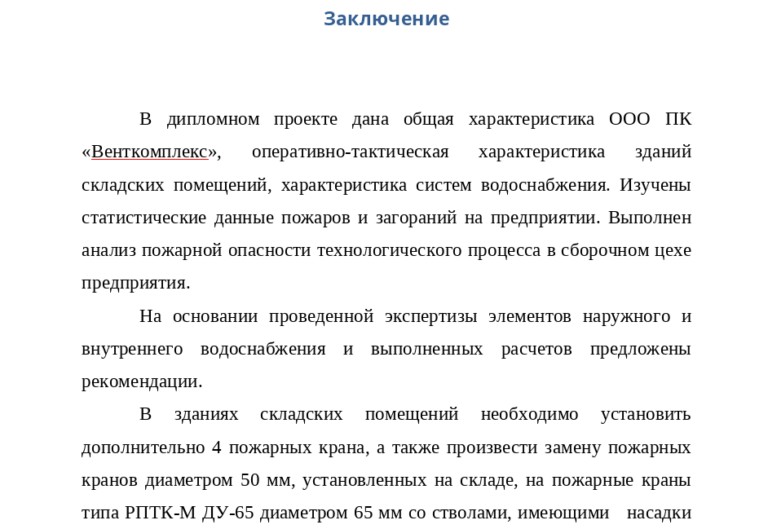 Заключение
В дипломном проекте дана общая характеристика ООО ПК
«Венткомплекс», оперативно-тактическая характеристика зданий
складских помещений, характеристика систем водоснабжения. Изучены
статистические данные пожаров и загораний на предприятии. Выполнен
анализ пожарной опасности технологического процесса в сборочном цехе
предприятия.
На основании проведенной экспертизы элементов наружного и
внутреннего водоснабжения и выполненных расчетов предложены
рекомендации.
В зданиях складских помещений необходимо установить
дополнительно 4 пожарных крана, а также произвести замену пожарных
кранов диаметром 50 мм, установленных на складе, на пожарные краны
типа РПТК-М ДУ-65 диаметром 65 мм со стволами, имеющими насадки